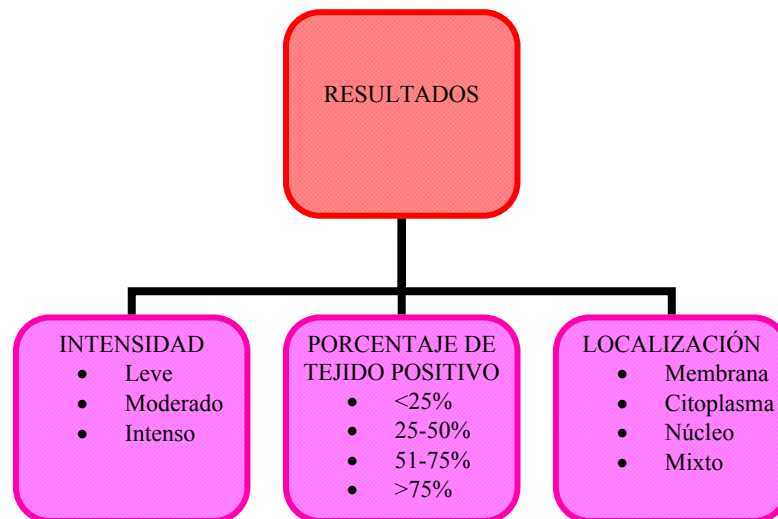 RESULTADOS
INTENSIDAD
• Leve
• Moderado
• Intenso
PORCENTAJE DE
TEJIDO POSITIVO
• <25%
• 25-50%
• 51-75%
• >75%
LOCALIZACIÓN
• Membrana
• Citoplasma
• Núcleo
• Mixto